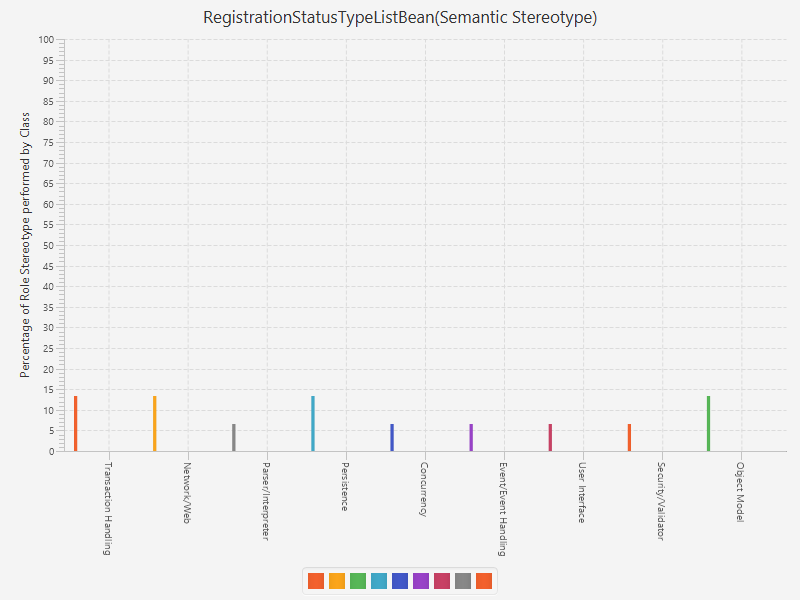 RegistrationStatusTypeListBean(Semantic Stereotype)
Percentage of Role Stereotype performed by Class
100
95
90
85
80
75
70
65
60
55
50
45
40
35
30
25
20
15
10
5
0
Transaction Handling
Network/Web
Parser/Interpreter
Persistence
Concurrency
Event/Event Handling
User Interface
Security/Validator
Object Model